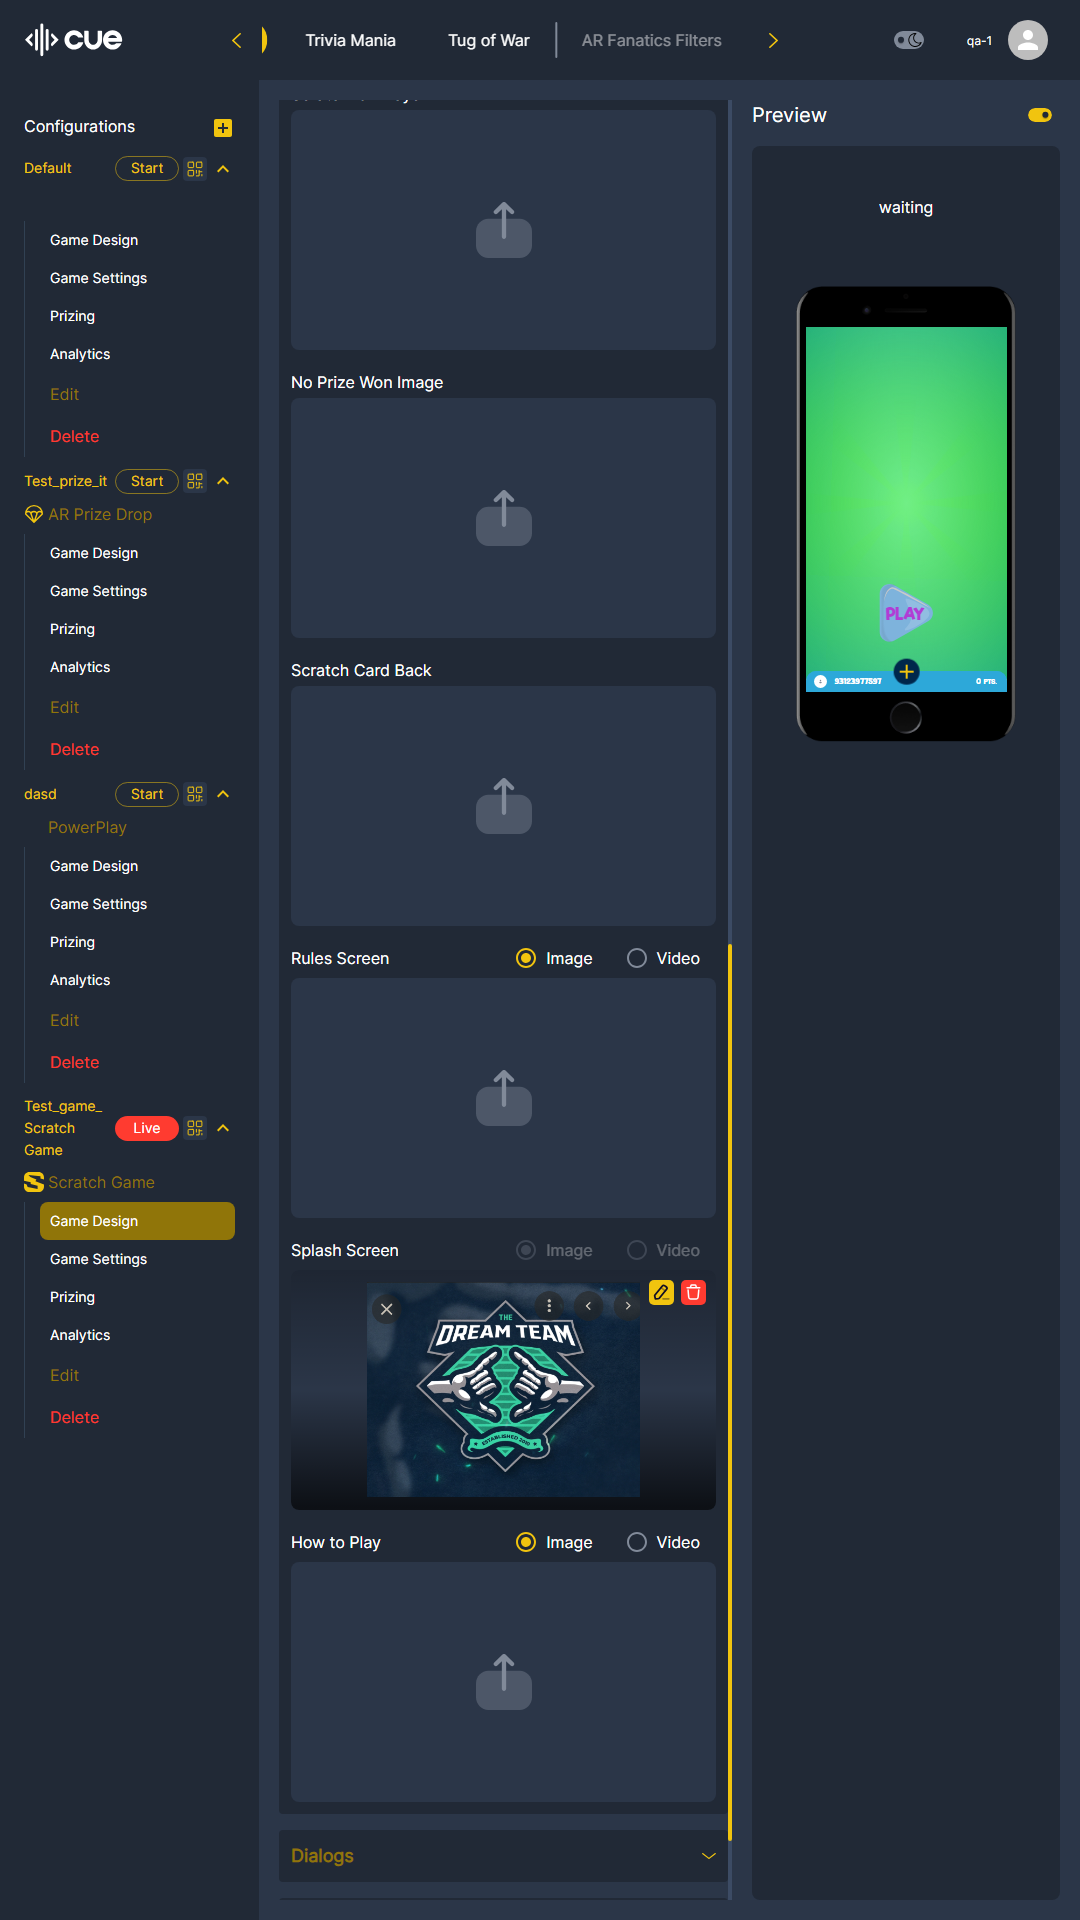 cue
Trivia Mania
Tug of War
AR Fanatics Filters
qa-1
Configurations
Default
Start
Game Design
Game Settings
Prizing
Analytics
Edit
Delete
Test_prize_it
Start
AR Prize Drop
Game Design
Game Settings
Prizing
Analytics
Edit
Delete
dasd
Start
PowerPlay
Game Design
Game Settings
Prizing
Analytics
Edit
Delete
Test_game_
Scratch
Game
Live
Scratch Game
Game Design
Game Settings
Prizing
Analytics
Edit
Delete
No Prize Won Image
Scratch Card Back
Rules Screen
Image
Video
Splash Screen
Image
Video
THE
DREAM TEAM
ESTABLISHED 2010
How to Play
Image
Video
Dialogs
Preview
waiting
PLAY
93123977597
0 PTS.